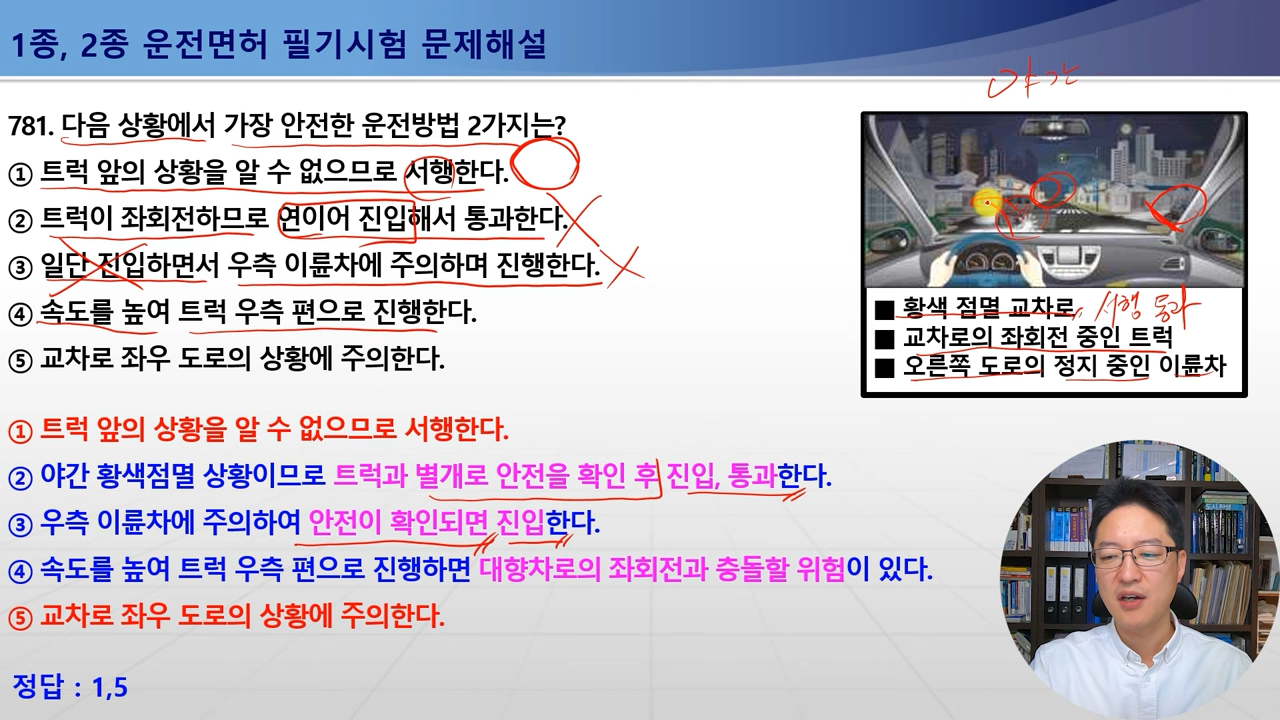 1종, 2종 운전면허 필기시험 문제해설
야간
781. 다음 상황에서 가장 안전한 운전방법 2가지는?
① 트럭 앞의 상황을 알 수 없으므로 서행한다.
② 트럭이 좌회전하므로 연이어 진입해서 통과한다.
③ 일단 진입하면서 우측 이륜차에 주의하며 진행한다.
④ 속도를 높여 트럭 우측 편으로 진행한다.
⑤ 교차로 좌우 도로의 상황에 주의한다.
■ 황색 점멸 교차로, 서행 통과
■ 교차로의 좌회전 중인 트럭
■ 오른쪽 도로의 정지 중인 이륜차
① 트럭 앞의 상황을 알 수 없으므로 서행한다.
② 야간 황색점멸 상황이므로 트럭과 별개로 안전을 확인 후 진입, 통과한다.
③ 우측 이륜차에 주의하여 안전이 확인되면 진입한다.
④ 속도를 높여 트럭 우측 편으로 진행하면 대향차로의 좌회전과 충돌할 위험이 있다.
⑤ 교차로 좌우 도로의 상황에 주의한다.
정답 : 1,5